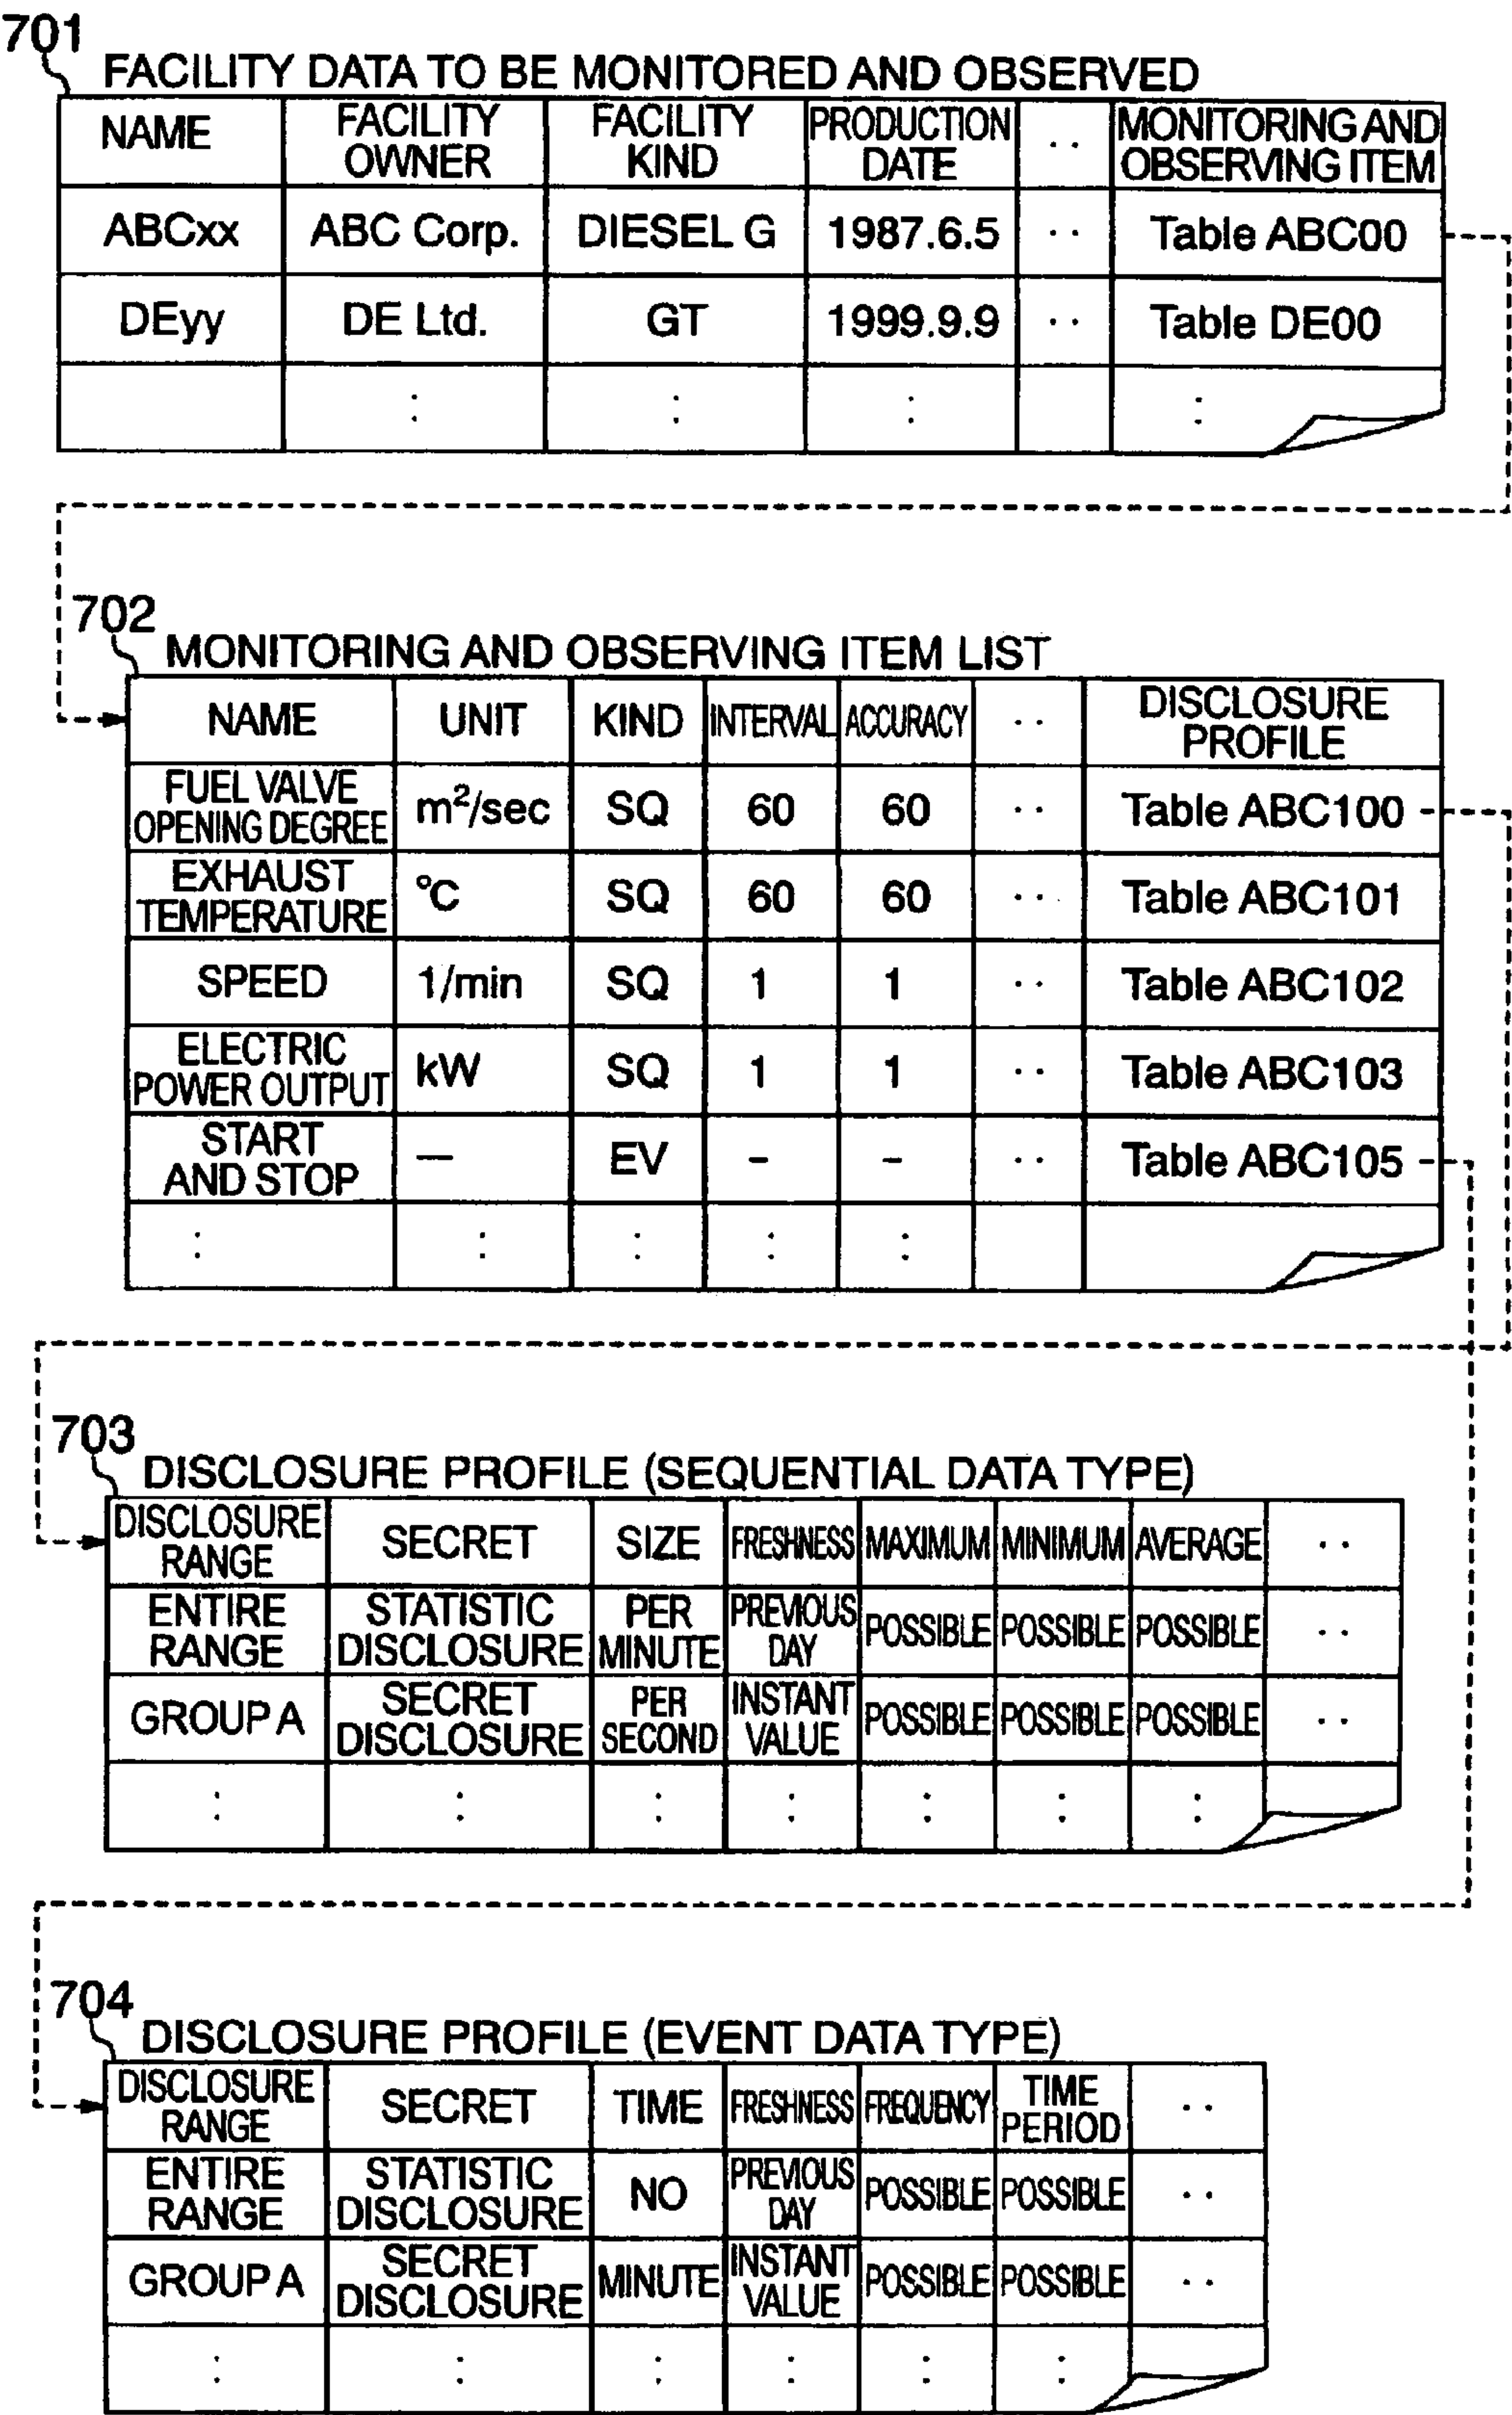 701
FACILITY DATA TO BE MONITORED AND OBSERVED
NAME FACILITY OWNER FACILITY KIND PRODUCTION DATE ·· MONITORING AND OBSERVING ITEM
ABCxx ABC Corp. DIESEL G 1987.6.5 ·· Table ABC00
DEyy DE Ltd. GT 1999.9.9 ·· Table DE00
: : : :
702
MONITORING AND OBSERVING ITEM LIST
NAME UNIT KIND INTERVAL ACCURACY ·· DISCLOSURE PROFILE
FUEL VALVE OPENING DEGREE m²/sec SQ 60 60 ·· Table ABC100
EXHAUST TEMPERATURE °C SQ 60 60 ·· Table ABC101
SPEED 1/min SQ 1 1 ·· Table ABC102
ELECTRIC POWER OUTPUT kW SQ 1 1 ·· Table ABC103
START AND STOP — EV - - ·· Table ABC105
: : : : :
703
DISCLOSURE PROFILE (SEQUENTIAL DATA TYPE)
DISCLOSURE RANGE SECRET SIZE FRESHNESS MAXIMUM MINIMUM AVERAGE ··
ENTIRE RANGE STATISTIC DISCLOSURE PER MINUTE PREVIOUS DAY POSSIBLE POSSIBLE POSSIBLE ··
GROUP A SECRET DISCLOSURE PER SECOND INSTANT VALUE POSSIBLE POSSIBLE POSSIBLE ··
: : : : : : :
704
DISCLOSURE PROFILE (EVENT DATA TYPE)
DISCLOSURE RANGE SECRET TIME FRESHNESS FREQUENCY TIME PERIOD ··
ENTIRE RANGE STATISTIC DISCLOSURE NO PREVIOUS DAY POSSIBLE POSSIBLE ··
GROUP A SECRET DISCLOSURE MINUTE INSTANT VALUE POSSIBLE POSSIBLE ··
: : : : : :